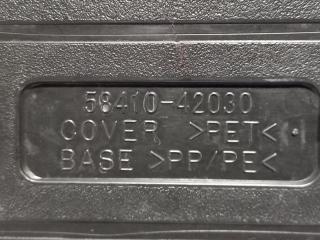 58410-42030
COVER >PET<
BASE >PP/PE<